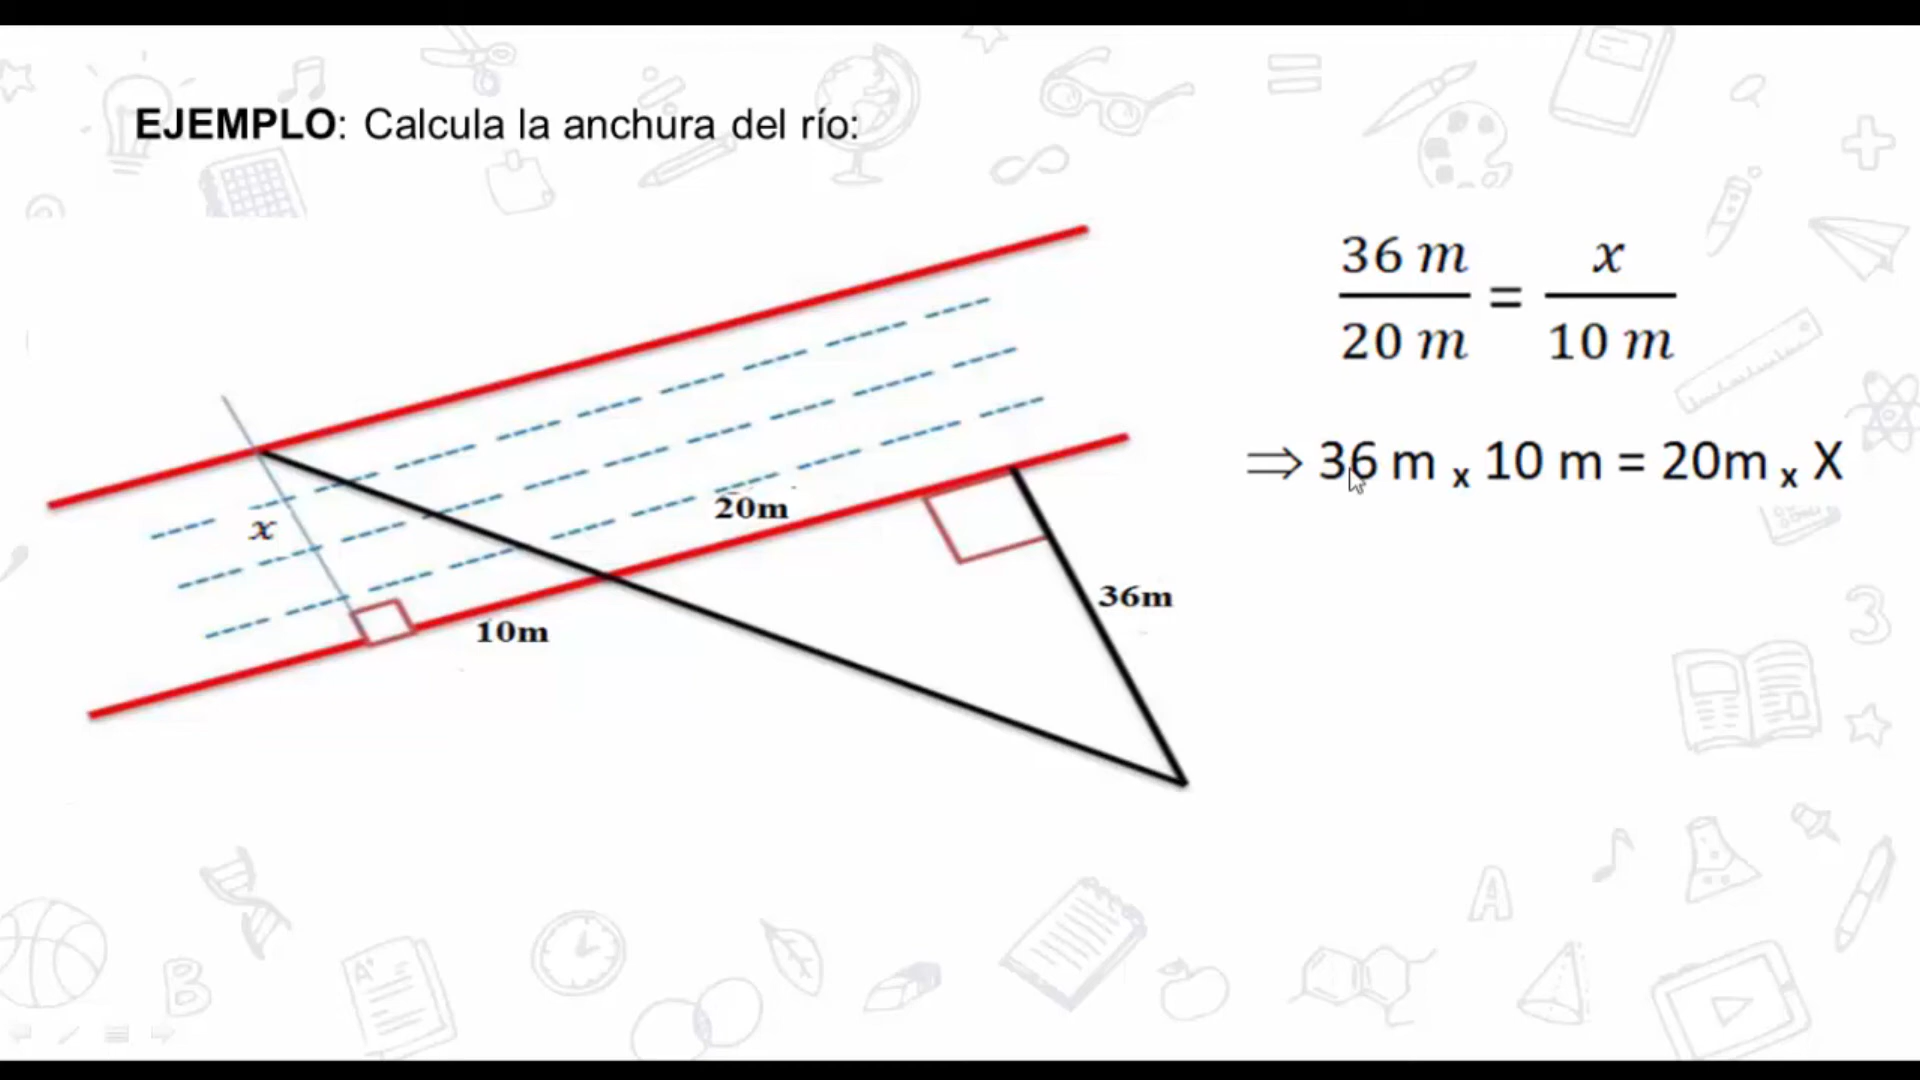 EJEMPLO: Calcula la anchura del río:
36 m / 20 m = x / 10 m
⇒ 36 m x 10 m = 20m x X
x
20m
10m
36m